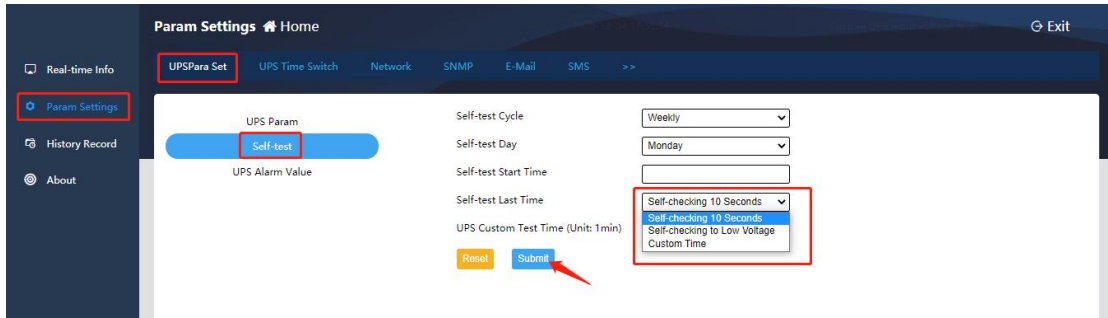 Param Settings Home Exit
Real-time Info
Param Settings
History Record
About
UPSPara Set UPS Time Switch Network SNMP E-Mail SMS >>
UPS Param
Self-test
UPS Alarm Value
Self-test Cycle Weekly
Self-test Day Monday
Self-test Start Time
Self-test Last Time Self-checking 10 Seconds
Self-checking 10 Seconds
Self-checking to Low Voltage
Custom Time
UPS Custom Test Time (Unit: 1min)
Reset Submit